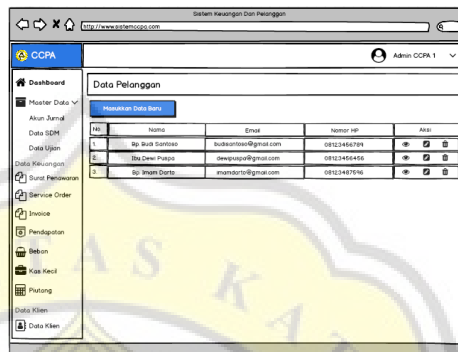 Sistem Keuangan Dan Pelanggan
http://www.sistemccpa.com
CCPA
Admin CCPA 1
Dashboard
Master Data
Akun Jurnal
Data SDM
Data Ujian
Data Keuangan
Surat Penawaran
Service Order
Invoice
Pendapatan
Beban
Kas Kecil
Piutang
Data Klien
Data Klien
Data Pelanggan
Masukkan Data Baru
No Nama Email Nomor HP Aksi
1. Bp. Budi Santoso budisantoso@gmail.com 08123456789
2. Ibu Dewi Puspa dewipuspa@gmail.com 08123456456
3. Bp. Imam Darto imamdarto@gmail.com 08123487596
TAS KAT